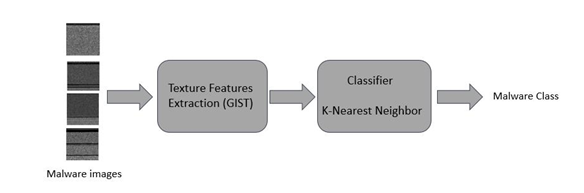 Texture Features
Extraction (GIST)
Classifier
K-Nearest Neighbor
Malware Class
Malware images